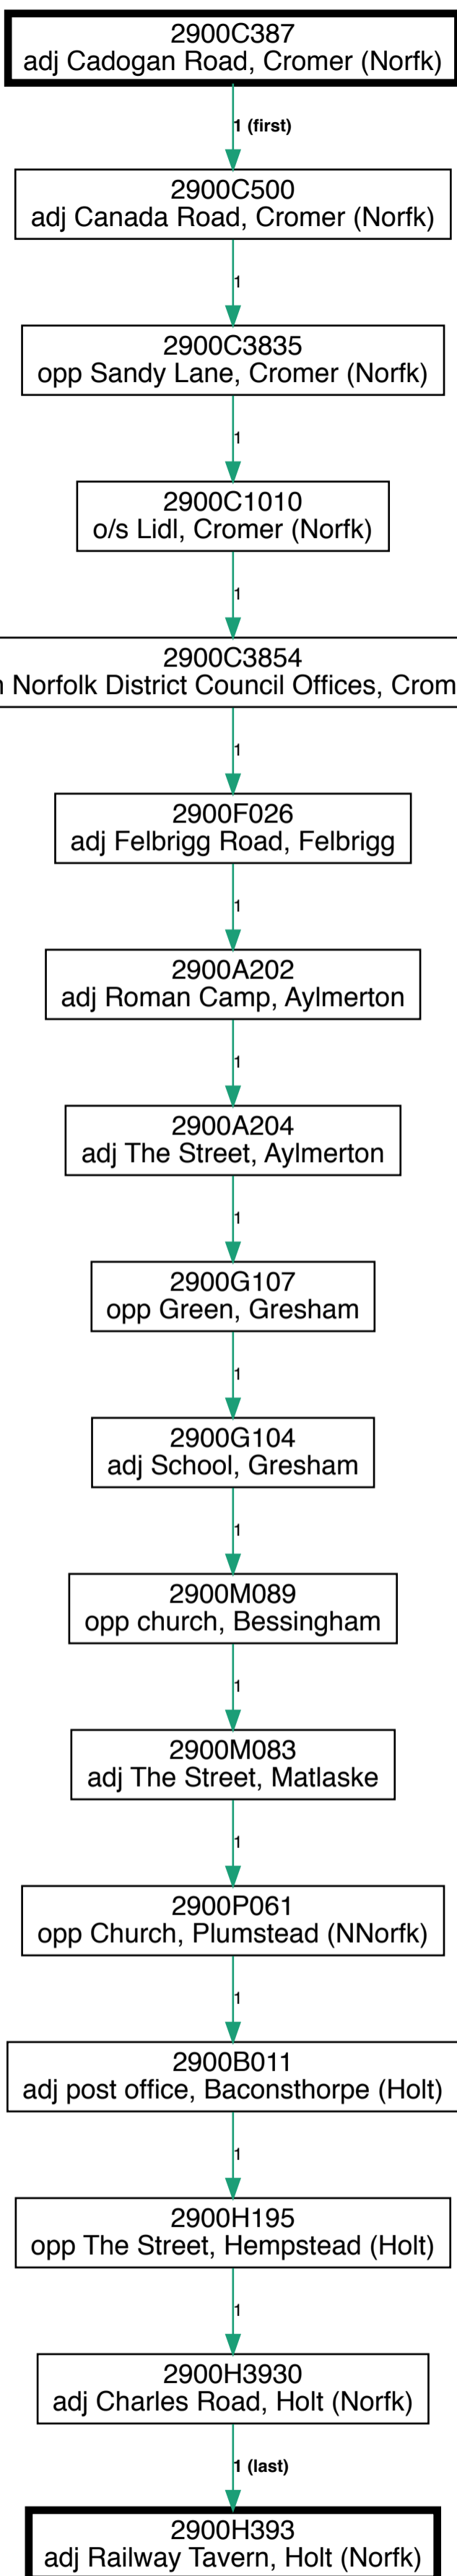 2900C387
adj Cadogan Road, Cromer (Norfk)
1 (first)
2900C500
adj Canada Road, Cromer (Norfk)
1
2900C3835
opp Sandy Lane, Cromer (Norfk)
1
2900C1010
o/s Lidl, Cromer (Norfk)
1
2900C3854
Norfolk District Council Offices,
1
2900F026
adj Felbrigg Road, Felbrigg
1
2900A202
adj Roman Camp, Aylmerton
1
2900A204
adj The Street, Aylmerton
1
2900G107
opp Green, Gresham
1
2900G104
adj School, Gresham
1
2900M089
opp church, Bessingham
1
2900M083
adj The Street, Matlaske
1
2900P061
opp Church, Plumstead (NNorfk)
1
2900B011
adj post office, Baconsthorpe (Holt)
1
2900H195
opp The Street, Hempstead (Holt)
1
2900H3930
adj Charles Road, Holt (Norfk)
1 (last)
2900H393
adj Railway Tavern, Holt (Norfk)